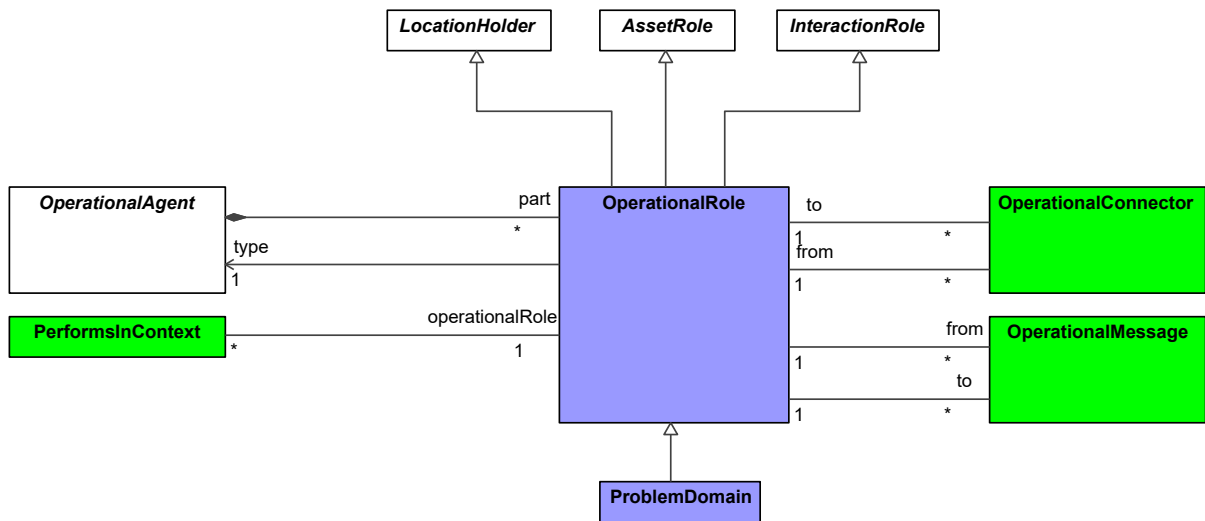 LocationHolder
AssetRole
InteractionRole
OperationalAgent
part
*
type
1
OperationalRole
to
1
*
from
1
*
OperationalConnector
PerformsInContext
*
operationalRole
1
from
1
*
to
1
*
OperationalMessage
ProblemDomain